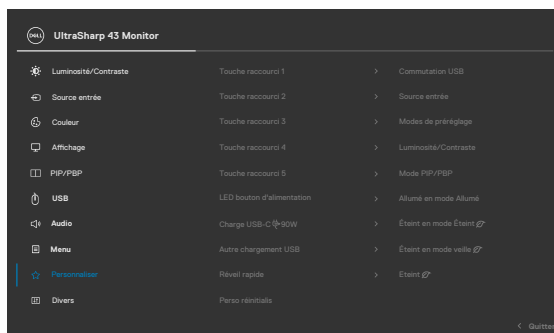 DELL UltraSharp 43 Monitor
Luminosité/Contraste Touche raccourci 1 > Commutation USB
Source entrée Touche raccourci 2 > Source entrée
Couleur Touche raccourci 3 > Modes de préréglage
Affichage Touche raccourci 4 > Luminosité/Contraste
PIP/PBP Touche raccourci 5 > Mode PIP/PBP
USB LED bouton d'alimentation > Allumé en mode Allumé
Audio Charge USB-C 90W > Éteint en mode Éteint
Menu Autre chargement USB > Éteint en mode veille
Personnaliser Réveil rapide > Eteint
Divers Perso réinitialis
< Quitter